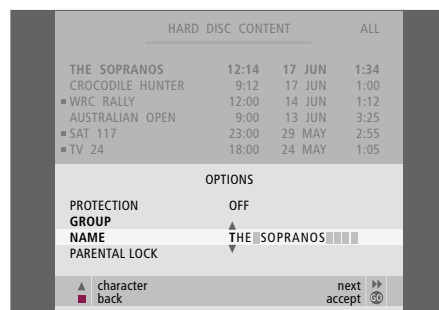 HARD DISC CONTENT ALL
THE SOPRANOS 12:14 17 JUN 1:34
CROCODILE HUNTER 9:12 17 JUN 1:00
WRC RALLY 12:00 14 JUN 1:12
AUSTRALIAN OPEN 9:00 13 JUN 3:25
SAT 117 23:00 29 MAY 2:55
TV 24 18:00 24 MAY 1:05
OPTIONS
PROTECTION OFF
GROUP
NAME THE SOPRANOS
PARENTAL LOCK
character next
back accept GO